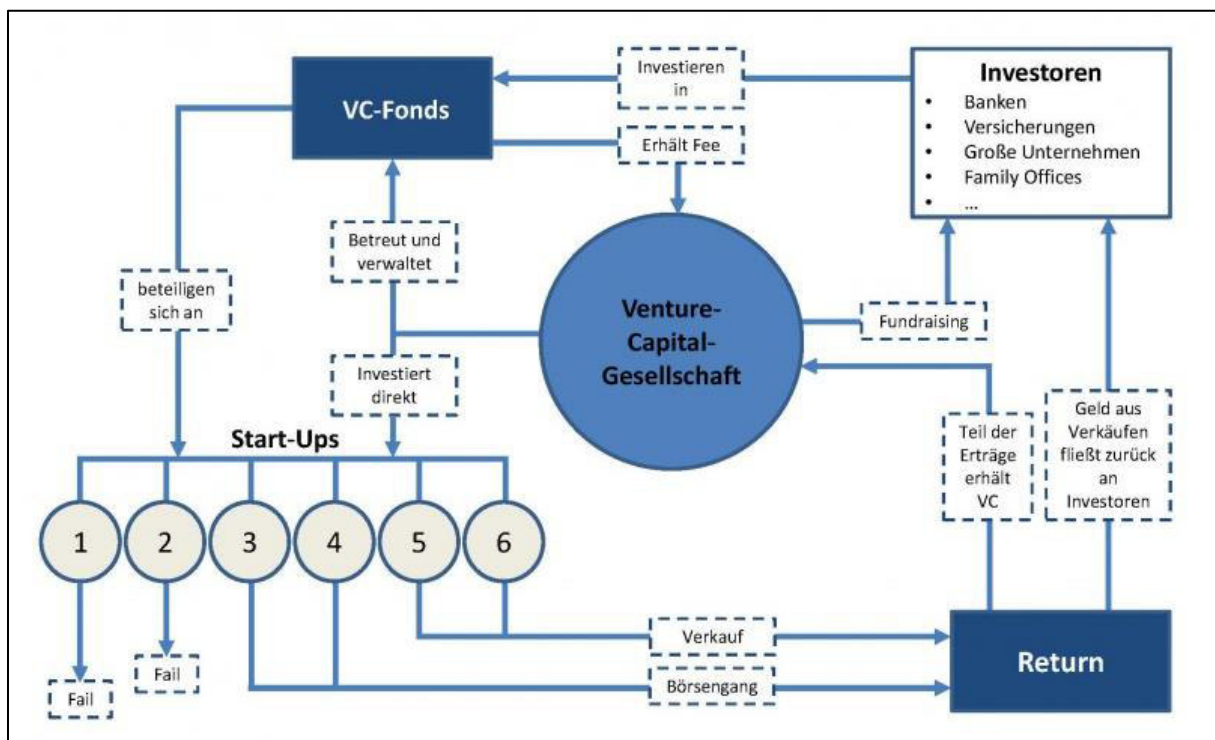 VC-Fonds
Investieren
in
Erhält Fee
Investoren
• Banken
• Versicherungen
• Große Unternehmen
• Family Offices
• ...
Betreut und
verwaltet
beteiligen
sich an
Venture-
Capital-
Gesellschaft
Fundraising
Investiert
direkt
Teil der
Erträge
erhält
VC
Geld aus
Verkäufen
fließt zurück
an
Investoren
Start-Ups
1
2
3
4
5
6
Fail
Fail
Verkauf
Börsengang
Return